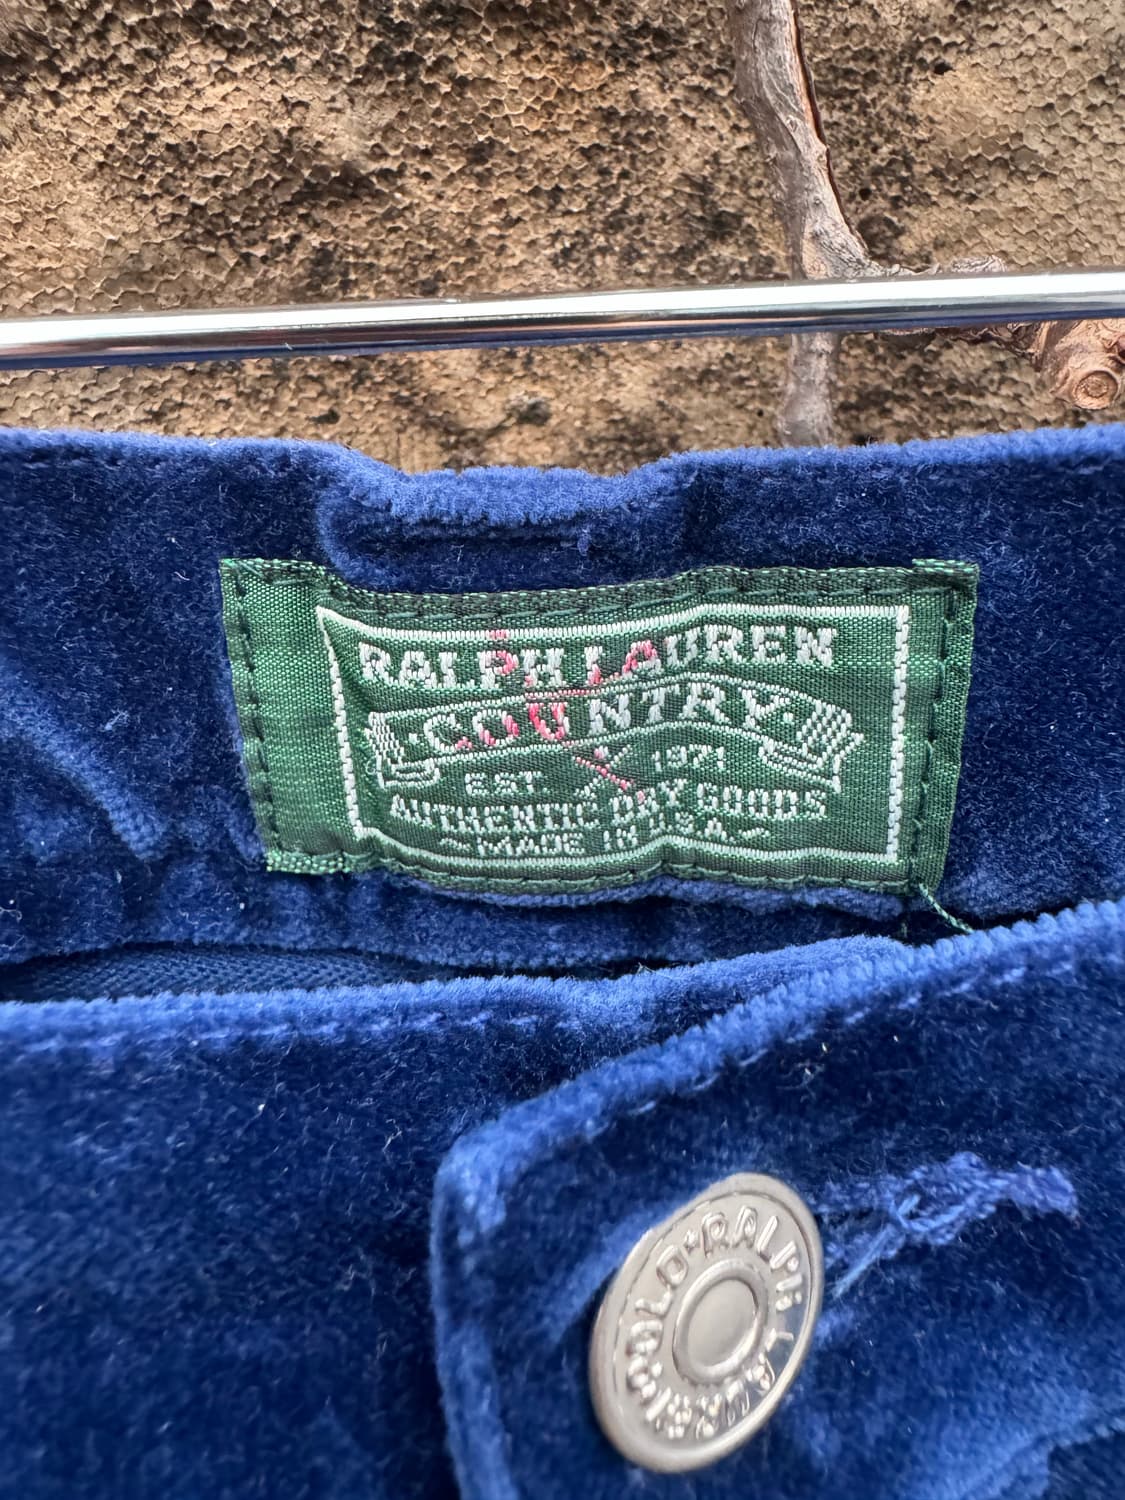 RALPH LAUREN
COUNTRY
EST. 1971
AUTHENTIC DRY GOODS
MADE IN U.S.A.
POLO • RALPH LAUREN